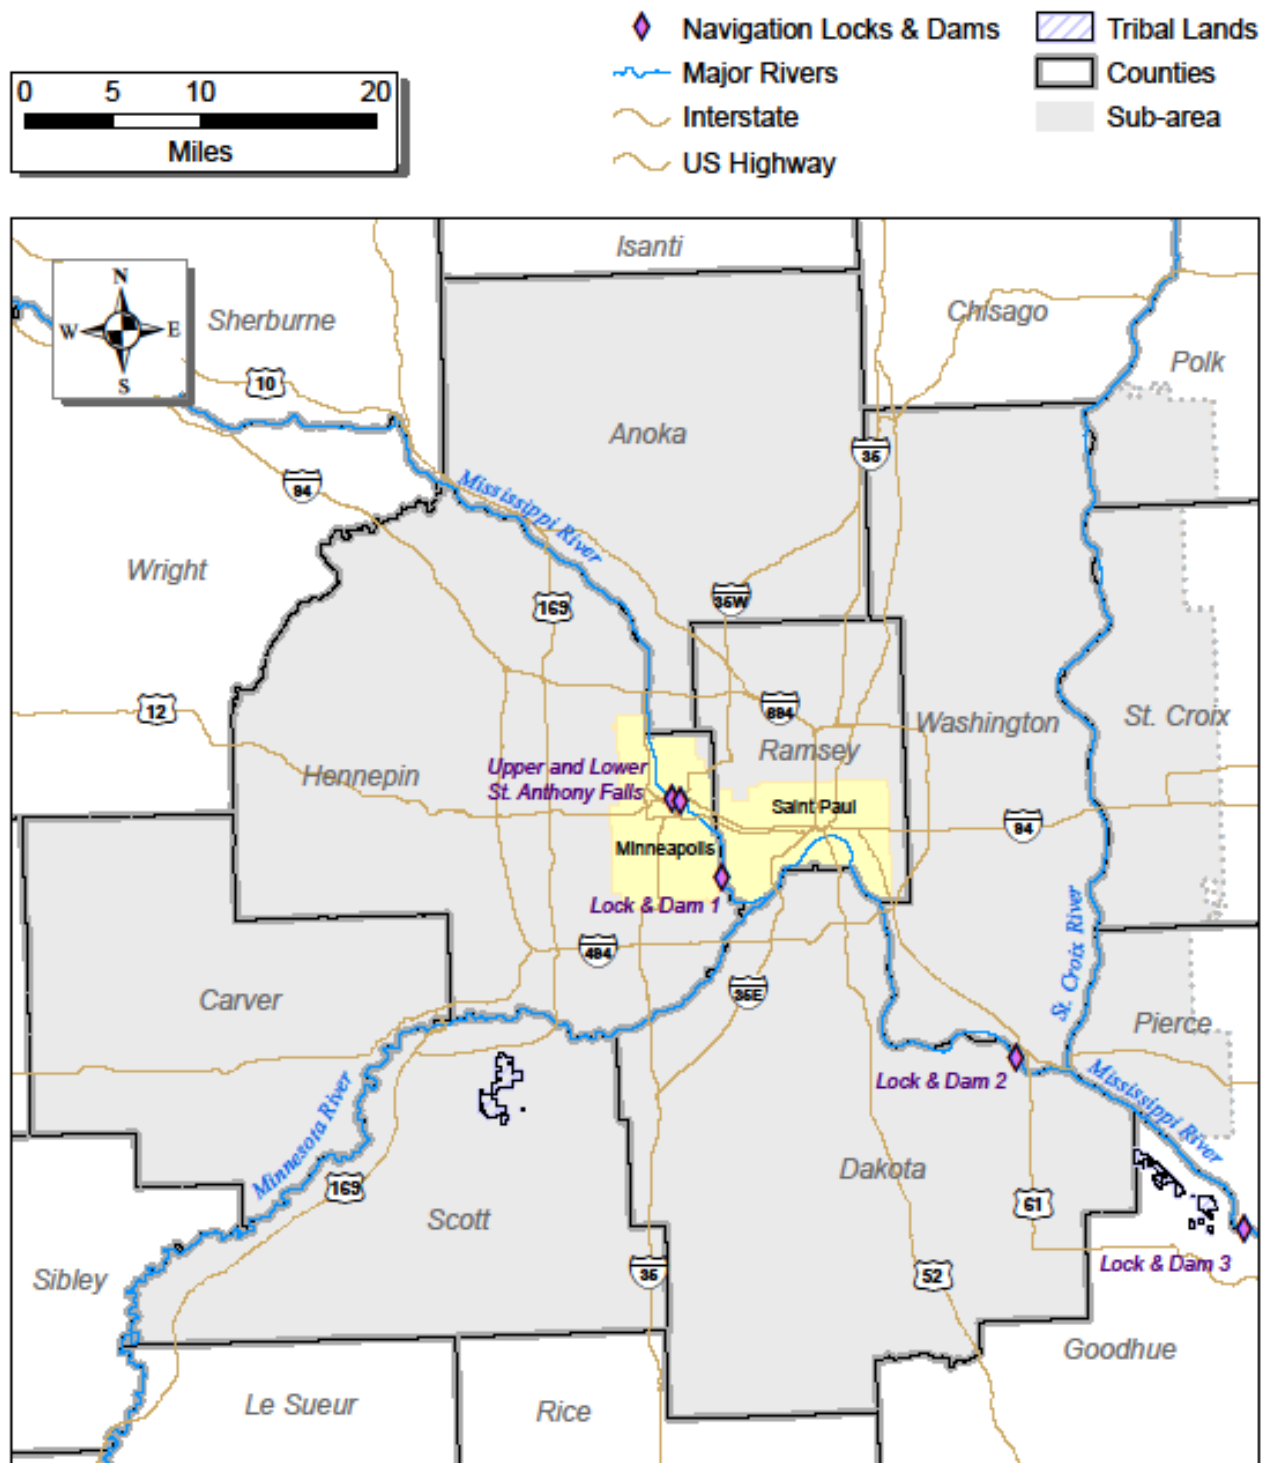 Navigation Locks & Dams
Tribal Lands
Major Rivers
Counties
Interstate
Sub-area
US Highway
0 5 10 20
Miles
N
W E
S
Isanti
Sherburne
Chisago
Polk
10
Anoka
35
94
Mississippi River
Wright
35W
169
12
694
Washington
St. Croix
Ramsey
Hennepin
Upper and Lower
St. Anthony Falls
Saint Paul
94
Minneapolis
Lock & Dam 1
St. Croix River
494
35E
Carver
Pierce
Lock & Dam 2
Mississippi River
Minnesota River
Dakota
169
61
Scott
Lock & Dam 3
35
52
Sibley
Goodhue
Le Sueur
Rice